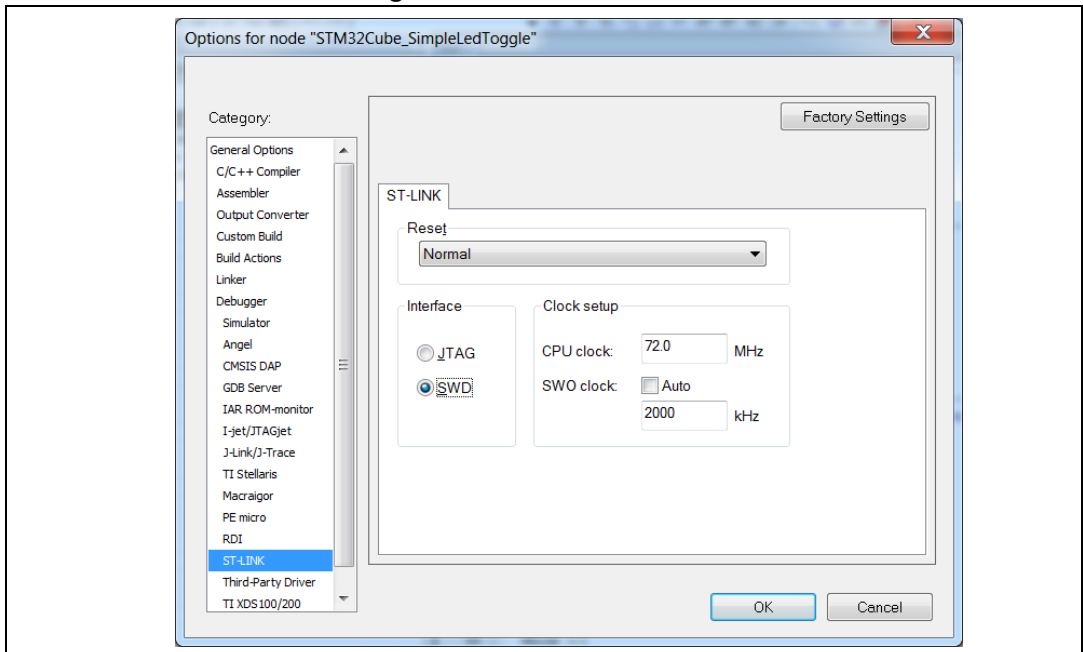 Options for node "STM32Cube_SimpleLedToggle"
Category:
Factory Settings
General Options
C/C++ Compiler
Assembler
Output Converter
Custom Build
Build Actions
Linker
Debugger
Simulator
Angel
CMSIS DAP
GDB Server
IAR ROM-monitor
I-jet/JTAGjet
J-Link/J-Trace
TI Stellaris
Macraigor
PE micro
RDI
ST-LINK
Third-Party Driver
TI XDS100/200
ST-LINK
Reset
Normal
Interface
JTAG
SWD
Clock setup
CPU clock: 72.0 MHz
SWO clock: Auto
2000 kHz
OK Cancel